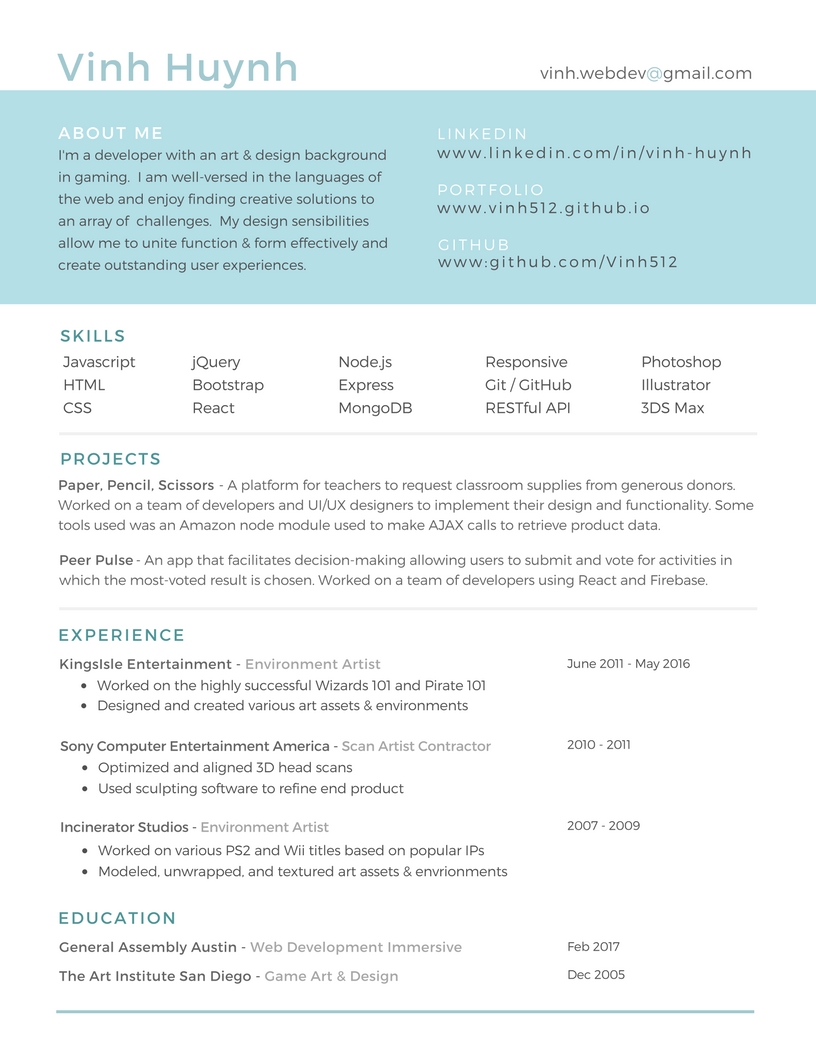 Vinh Huynh
vinh.webdev@gmail.com
ABOUT ME
I'm a developer with an art & design background
in gaming.  I am well-versed in the languages of
the web and enjoy finding creative solutions to
an array of  challenges.  My design sensibilities
allow me to unite function & form effectively and
create outstanding user experiences.
LINKEDIN
www.linkedin.com/in/vinh-huynh
PORTFOLIO
www.vinh512.github.io
GITHUB
www:github.com/Vinh512
SKILLS
Javascript jQuery Node.js Responsive Photoshop
HTML Bootstrap Express Git / GitHub Illustrator
CSS React MongoDB RESTful API 3DS Max
PROJECTS
Paper, Pencil, Scissors - A platform for teachers to request classroom supplies from generous donors.
Worked on a team of developers and UI/UX designers to implement their design and functionality. Some
tools used was an Amazon node module used to make AJAX calls to retrieve product data.
Peer Pulse - An app that facilitates decision-making allowing users to submit and vote for activities in
which the most-voted result is chosen. Worked on a team of developers using React and Firebase.
EXPERIENCE
KingsIsle Entertainment - Environment Artist June 2011 - May 2016
• Worked on the highly successful Wizards 101 and Pirate 101
• Designed and created various art assets & environments
Sony Computer Entertainment America - Scan Artist Contractor 2010 - 2011
• Optimized and aligned 3D head scans
• Used sculpting software to refine end product
Incinerator Studios - Environment Artist 2007 - 2009
• Worked on various PS2 and Wii titles based on popular IPs
• Modeled, unwrapped, and textured art assets & envrionments
EDUCATION
General Assembly Austin - Web Development Immersive Feb 2017
The Art Institute San Diego - Game Art & Design Dec 2005